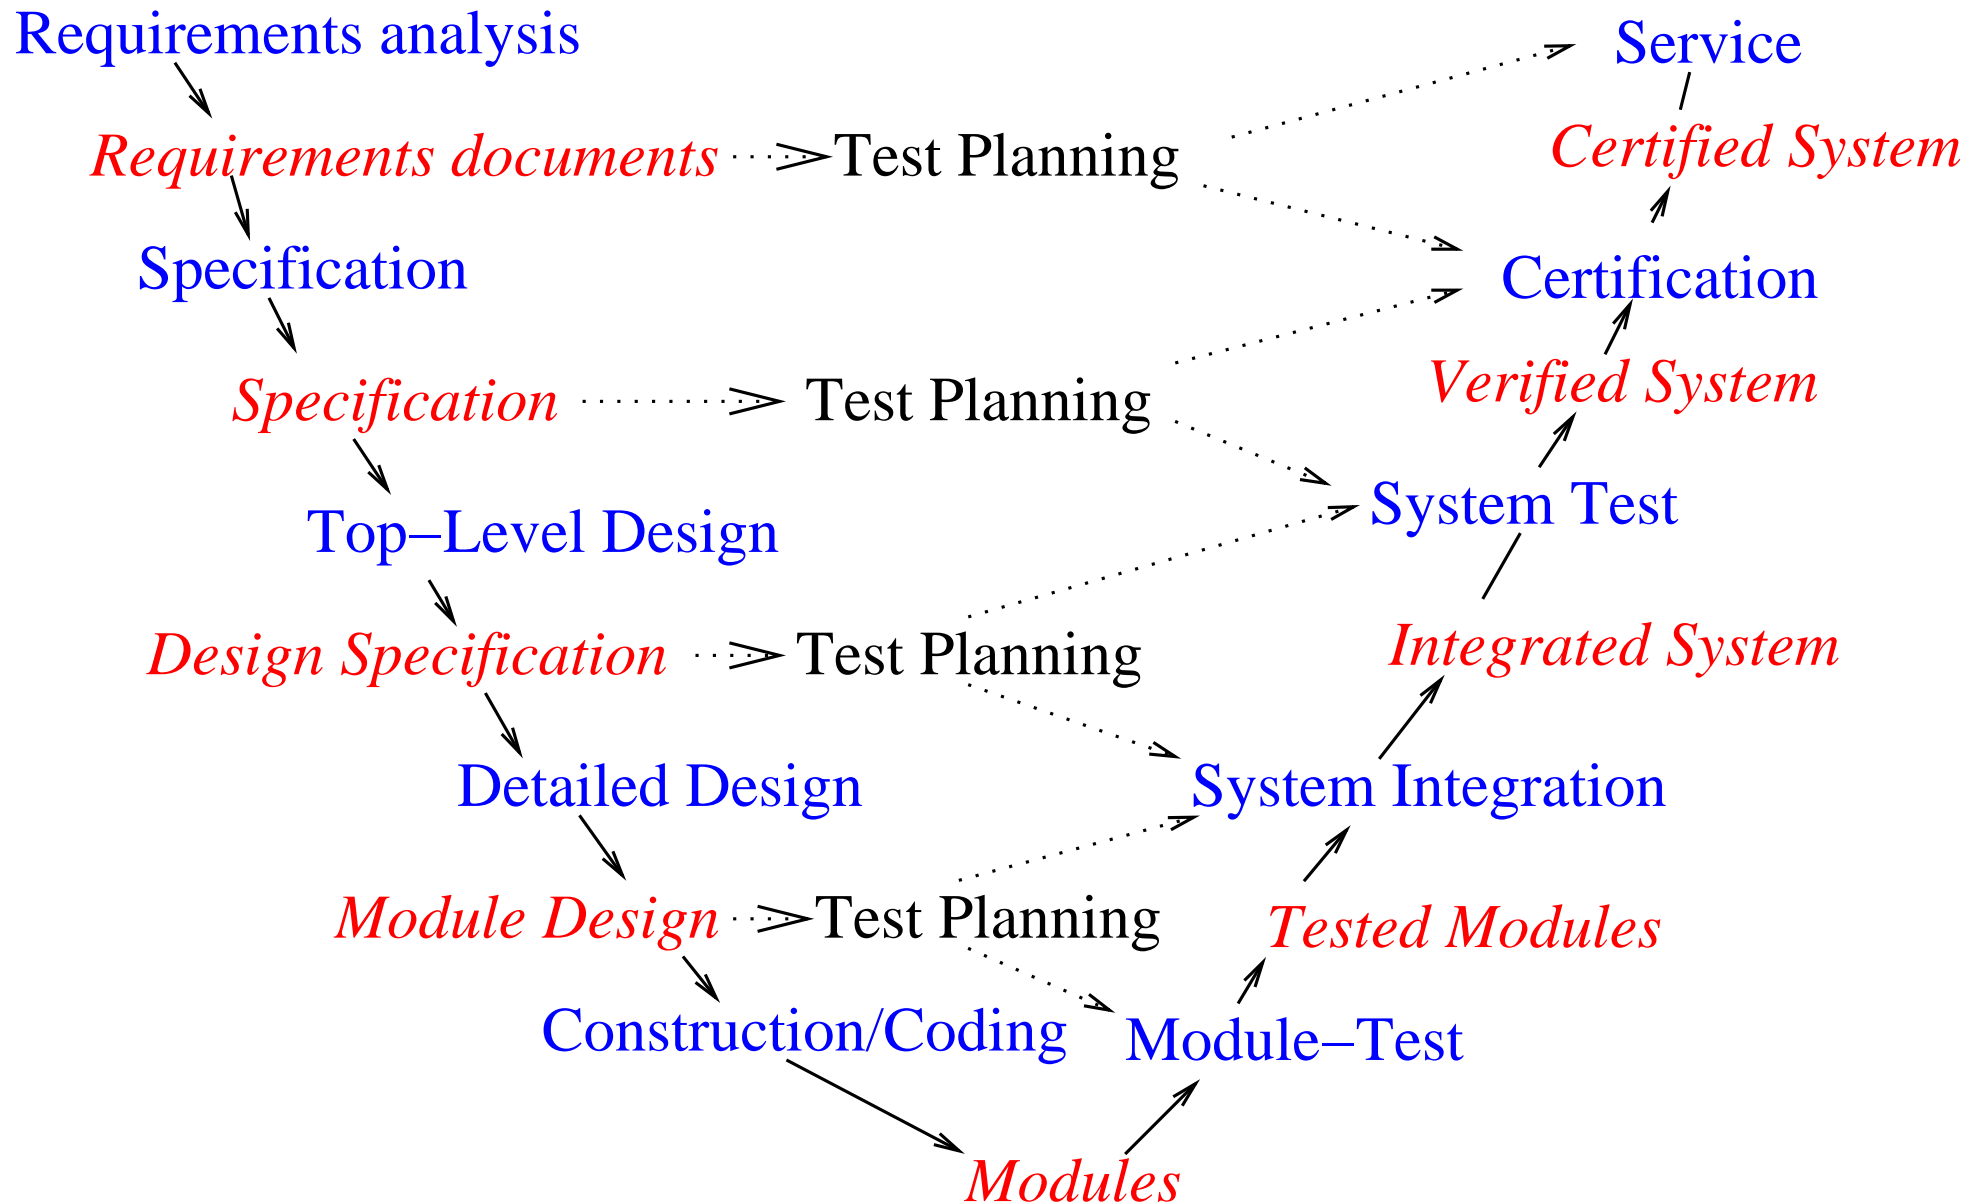 Requirements analysis
Service
Requirements documents
Test Planning
Certified System
Specification
Certification
Specification
Test Planning
Verified System
Top–Level Design
System Test
Design Specification
Test Planning
Integrated System
Detailed Design
System Integration
Module Design
Test Planning
Tested Modules
Construction/Coding
Module–Test
Modules